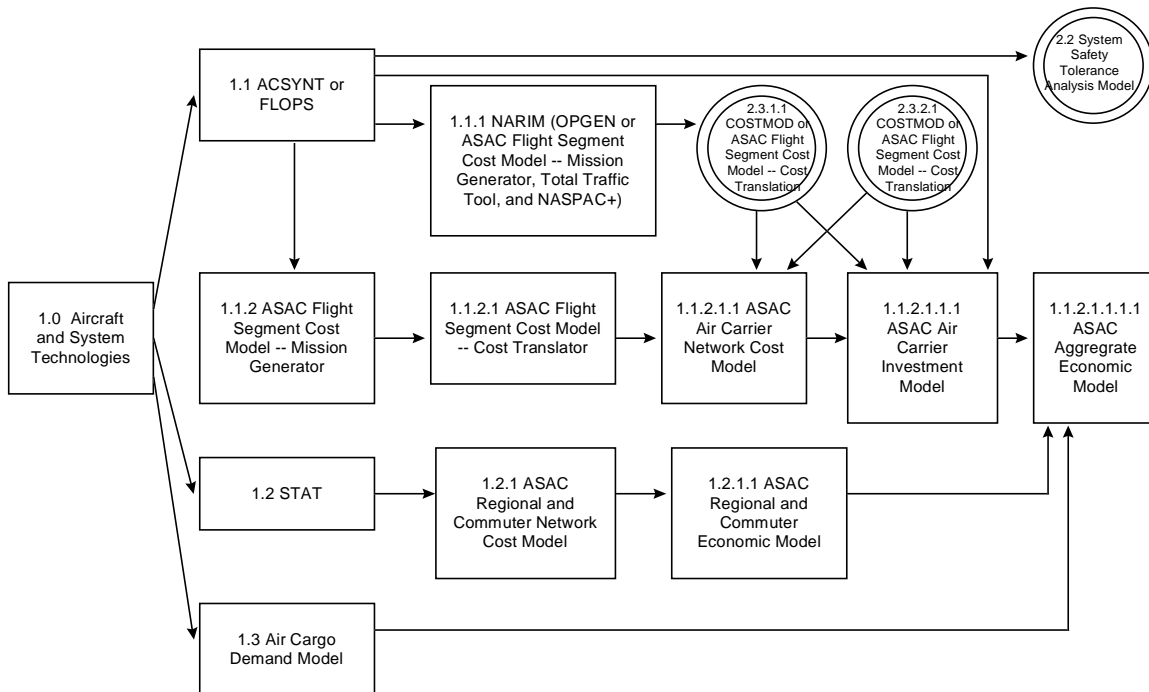 1.1 ACSYNT or
FLOPS
2.2 System
Safety
Tolerance
Analysis Model
1.1.1 NARIM (OPGEN or
ASAC Flight Segment
Cost Model -- Mission
Generator, Total Traffic
Tool, and NASPAC+)
2.3.1.1
COSTMOD or
ASAC Flight
Segment Cost
Model -- Cost
Translation
2.3.2.1
COSTMOD or
ASAC Flight
Segment Cost
Model -- Cost
Translation
1.0 Aircraft
and System
Technologies
1.1.2 ASAC Flight
Segment Cost
Model -- Mission
Generator
1.1.2.1 ASAC Flight
Segment Cost Model
-- Cost Translator
1.1.2.1.1 ASAC
Air Carrier
Network Cost
Model
1.1.2.1.1.1
ASAC Air
Carrier
Investment
Model
1.1.2.1.1.1.1
ASAC
Aggregate
Economic
Model
1.2 STAT
1.2.1 ASAC
Regional and
Commuter Network
Cost Model
1.2.1.1 ASAC
Regional and
Commuter
Economic Model
1.3 Air Cargo
Demand Model